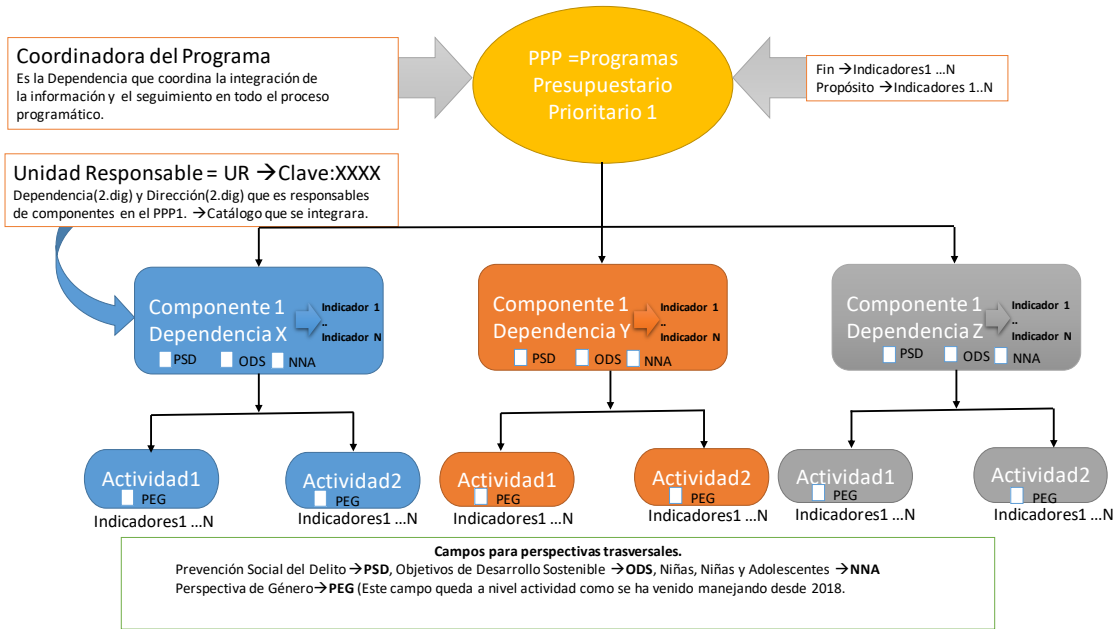 Coordinadora del Programa
Es la Dependencia que coordina la integración de
la información y el seguimiento en todo el proceso
programático.
PPP =Programas
Presupuestario
Prioritario 1
Fin →Indicadores1 ...N
Propósito →Indicadores 1..N
Unidad Responsable = UR →Clave:XXXX
Dependencia(2.dig) y Dirección(2.dig) que es responsables
de componentes en el PPP1. →Catálogo que se integrara.
Componente 1
Dependencia X
Indicador 1
..
Indicador N
PSD ODS NNA
Componente 1
Dependencia Y
Indicador 1
..
Indicador N
PSD ODS NNA
Componente 1
Dependencia Z
Indicador 1
..
Indicador N
PSD ODS NNA
Actividad1
PEG
Indicadores1 ...N
Actividad2
PEG
Indicadores1 ...N
Actividad1
PEG
Indicadores1 ...N
Actividad2
PEG
Indicadores1 ...N
Actividad1
PEG
Indicadores1 ...N
Actividad2
PEG
Indicadores1 ...N
Campos para perspectivas trasversales.
Prevención Social del Delito →PSD, Objetivos de Desarrollo Sostenible →ODS, Niñas, Niñas y Adolescentes →NNA
Perspectiva de Género→PEG (Este campo queda a nivel actividad como se ha venido manejando desde 2018.